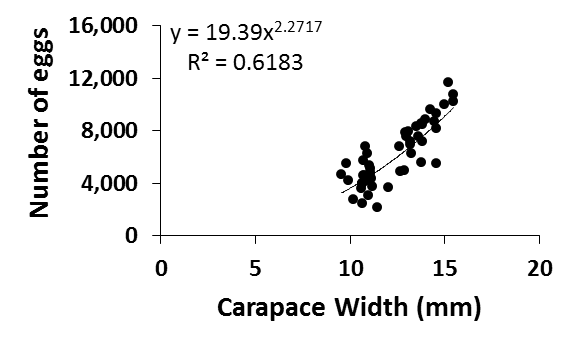 y = 19.39x^2.2717
R² = 0.6183
Number of eggs
16,000
12,000
8,000
4,000
0
0 5 10 15 20
Carapace Width (mm)